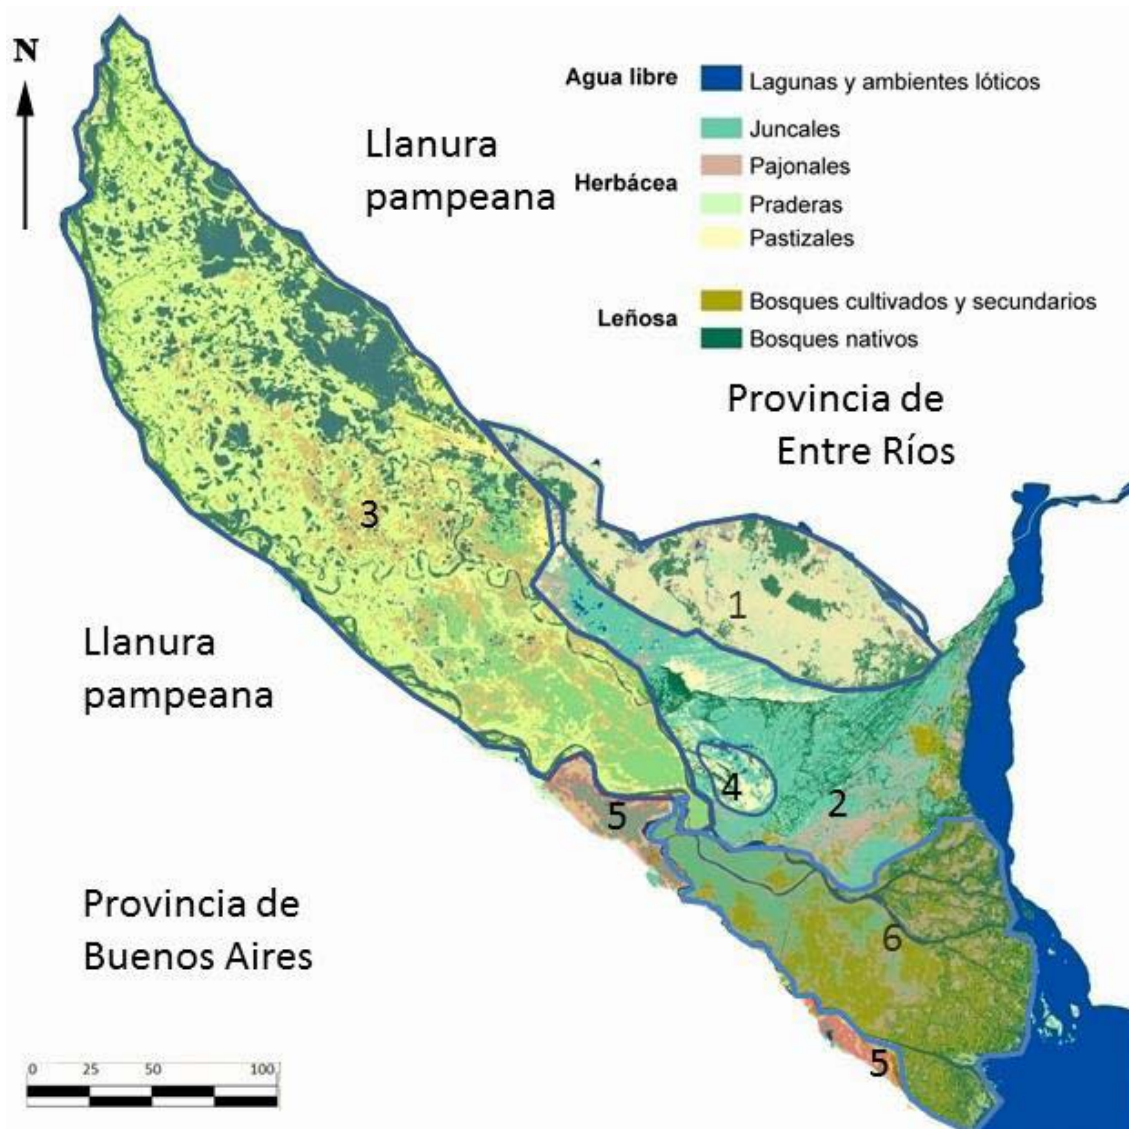 N
Agua libre
Lagunas y ambientes lóticos
Llanura
pampeana
Herbácea
Juncales
Pajonales
Praderas
Pastizales
Leñosa
Bosques cultivados y secundarios
Bosques nativos
Provincia de
Entre Ríos
3
1
Llanura
pampeana
4
2
5
Provincia de
Buenos Aires
6
5
0 25 50 100